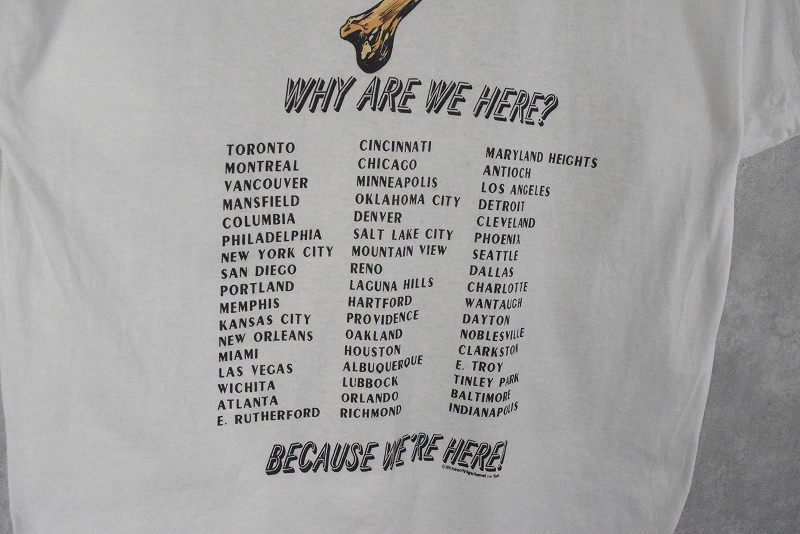 WHY ARE WE HERE?
TORONTO
MONTREAL
VANCOUVER
MANSFIELD
COLUMBIA
PHILADELPHIA
NEW YORK CITY
SAN DIEGO
PORTLAND
MEMPHIS
KANSAS CITY
NEW ORLEANS
MIAMI
LAS VEGAS
WICHITA
ATLANTA
E. RUTHERFORD
CINCINNATI
CHICAGO
MINNEAPOLIS
OKLAHOMA CITY
DENVER
SALT LAKE CITY
MOUNTAIN VIEW
RENO
LAGUNA HILLS
HARTFORD
PROVIDENCE
OAKLAND
HOUSTON
ALBUQUERQUE
LUBBOCK
ORLANDO
RICHMOND
MARYLAND HEIGHTS
ANTIOCH
LOS ANGELES
DETROIT
CLEVELAND
PHOENIX
SEATTLE
DALLAS
CHARLOTTE
WANTAUGH
DAYTON
NOBLESVILLE
CLARKSTON
E. TROY
TINLEY PARK
BALTIMORE
INDIANAPOLIS
BECAUSE WE'RE HERE!